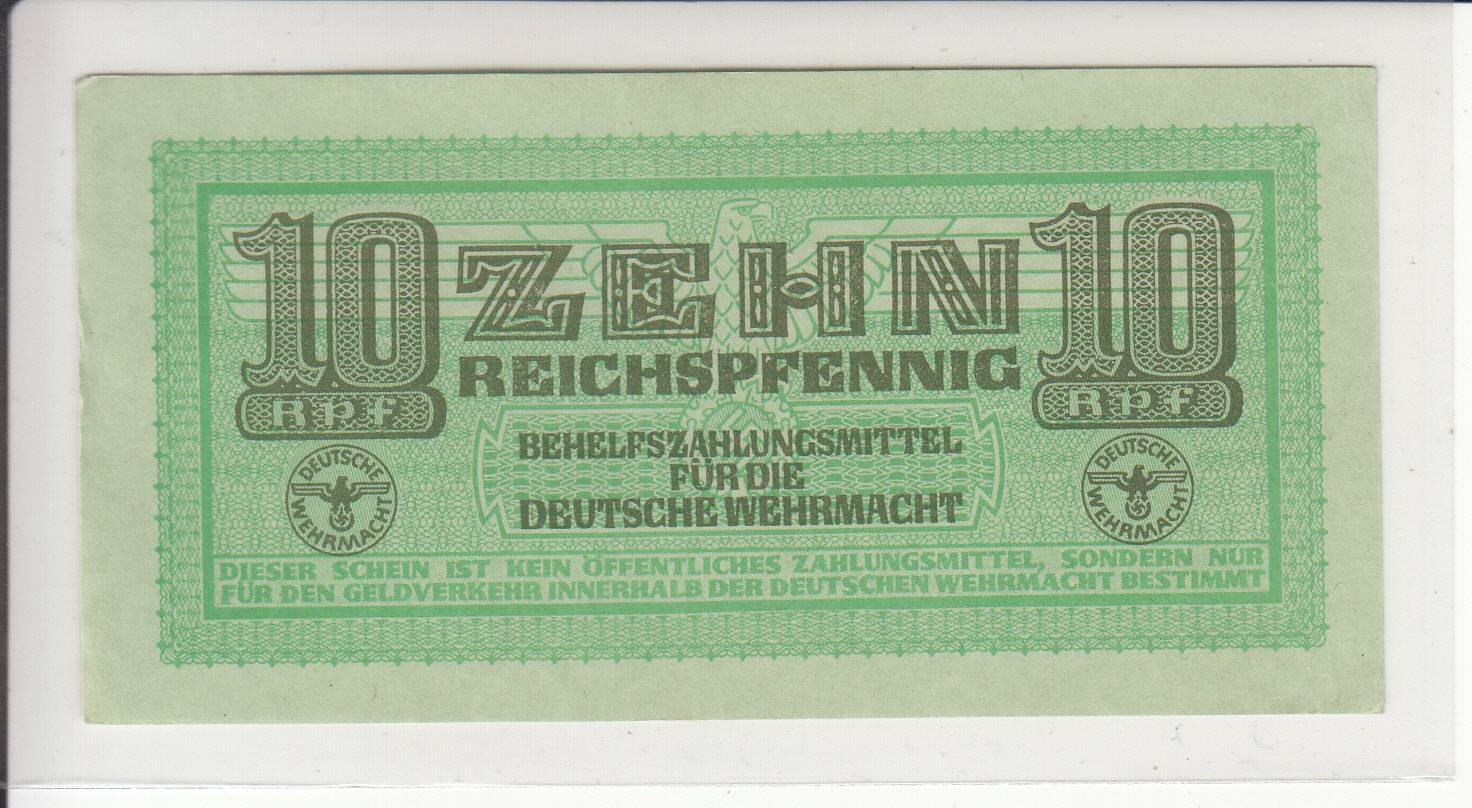 10 ZEHN 10
REICHSPFENNIG
Rpf Rpf
BEHELFSZAHLUNGSMITTEL
FÜR DIE
DEUTSCHE WEHRMACHT
DEUTSCHE WEHRMACHT
DEUTSCHE WEHRMACHT
DIESER SCHEIN IST KEIN ÖFFENTLICHES ZAHLUNGSMITTEL, SONDERN NUR
FÜR DEN GELDVERKEHR INNERHALB DER DEUTSCHEN WEHRMACHT BESTIMMT